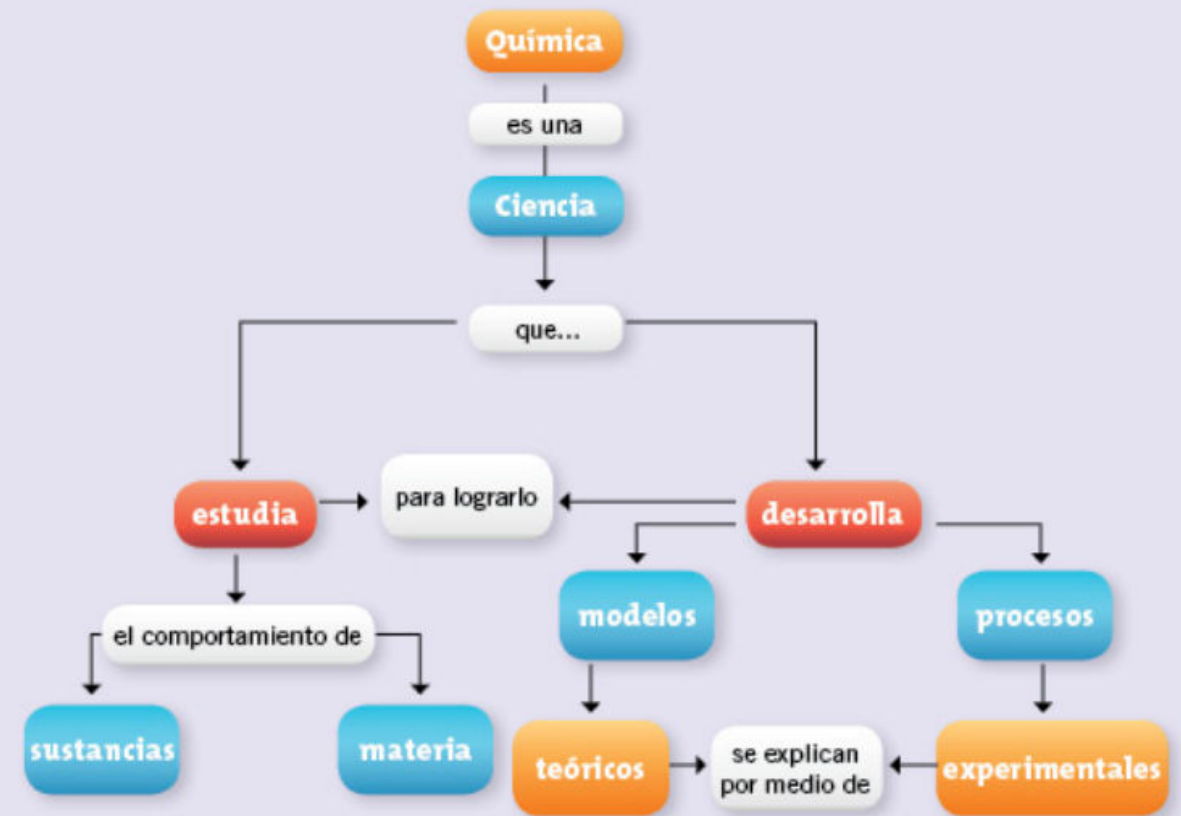 Química
es una
Ciencia
que...
estudia
para lograrlo
desarrolla
el comportamiento de
modelos
procesos
sustancias
materia
teóricos
se explican
por medio de
experimentales